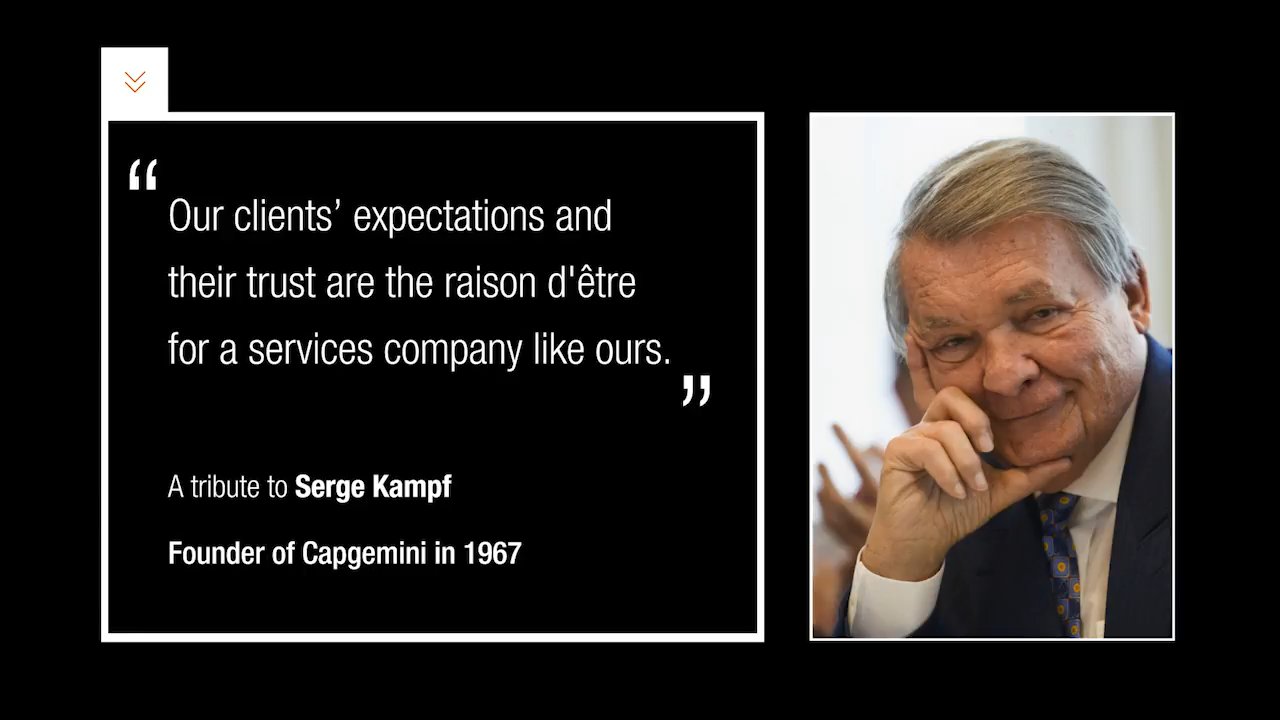 “Our clients’ expectations and
their trust are the raison d'être
for a services company like ours.”
A tribute to Serge Kampf
Founder of Capgemini in 1967